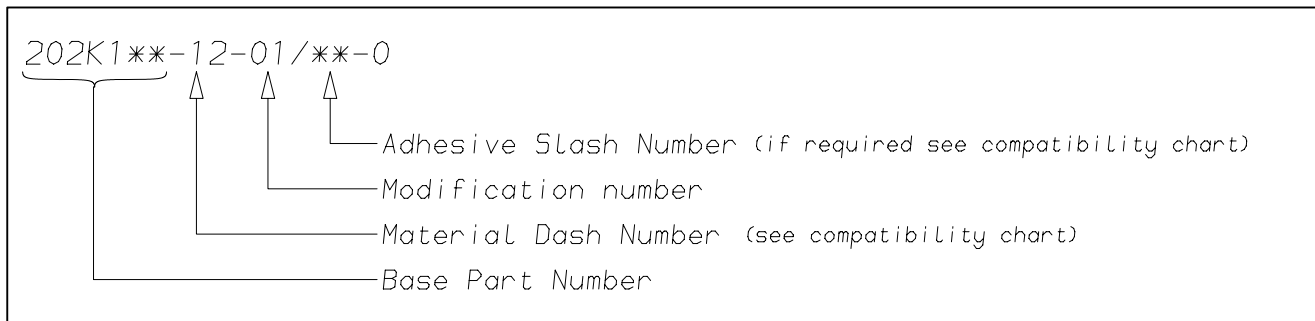 202K1**-12-01/**-0
Adhesive Slash Number (if required see compatibility chart)
Modification number
Material Dash Number (see compatibility chart)
Base Part Number